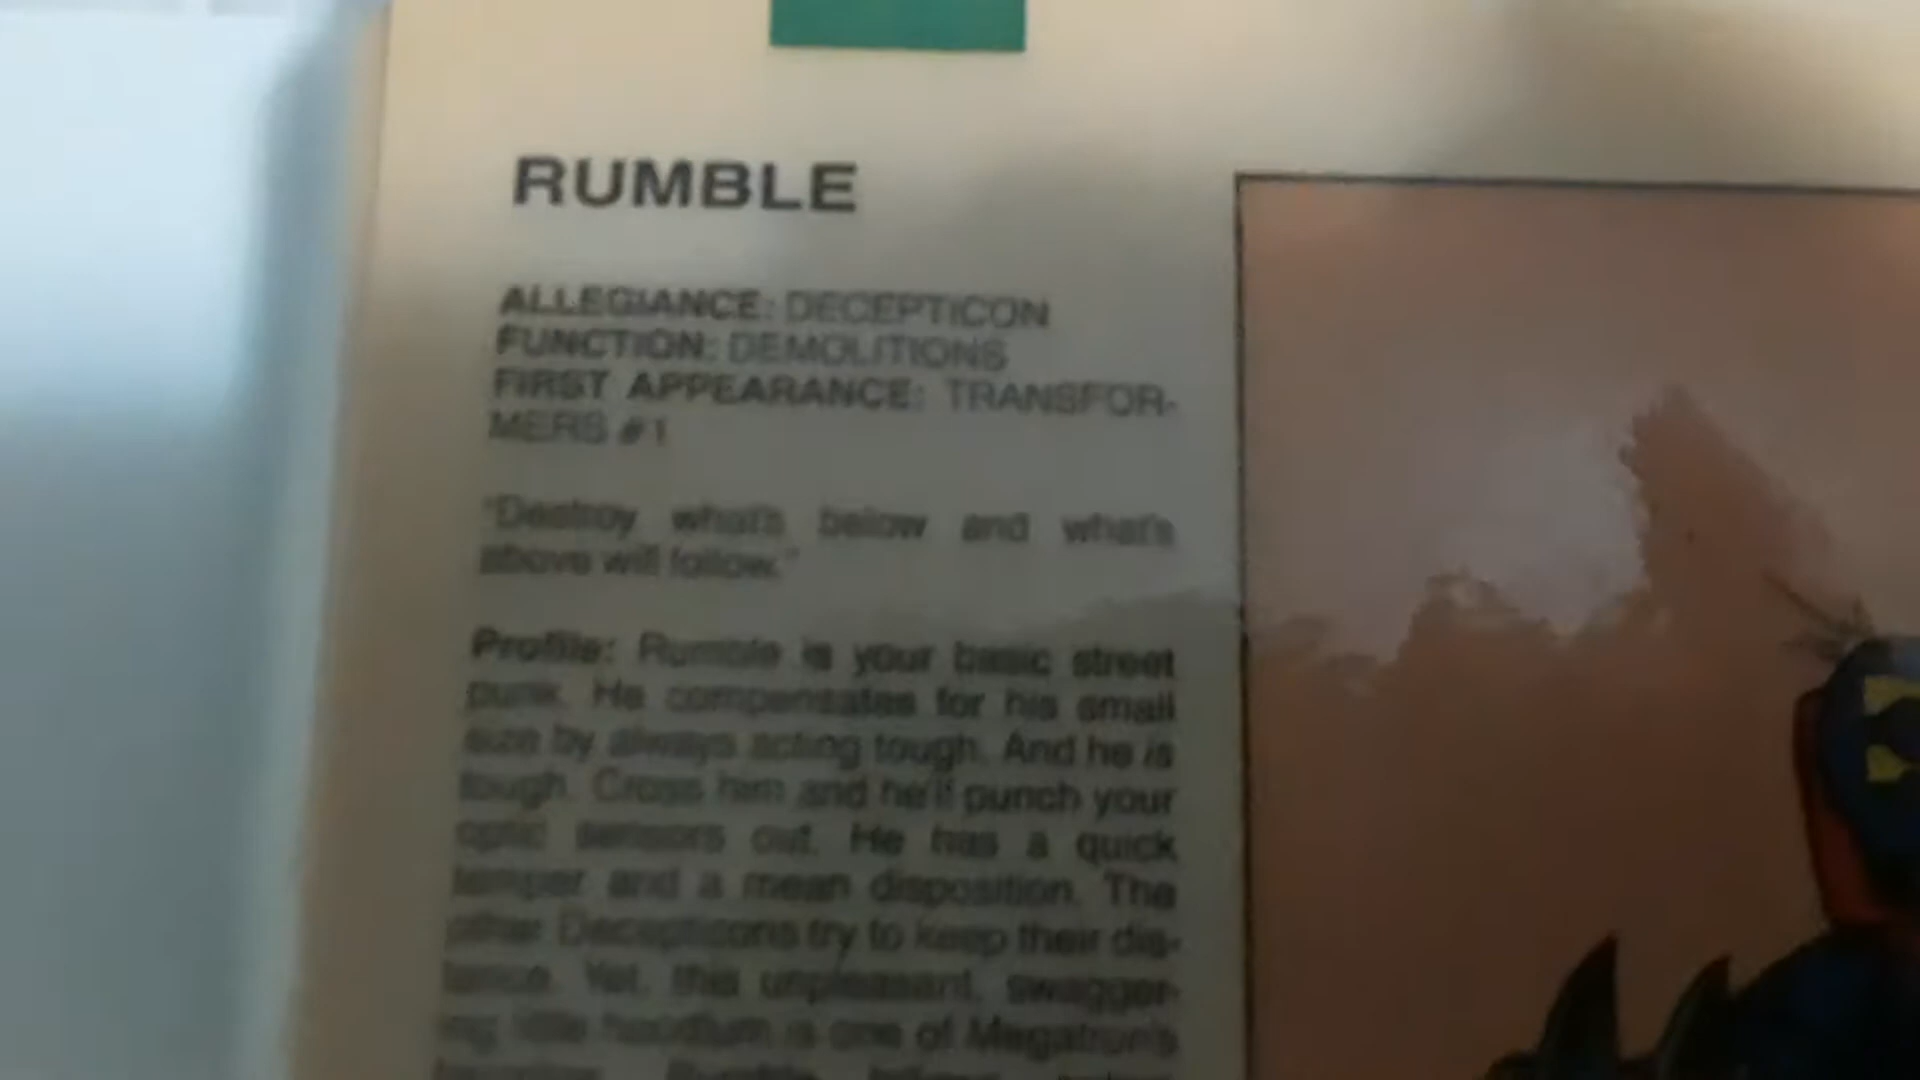 RUMBLE
ALLEGIANCE: DECEPTICON
FUNCTION: DEMOLITIONS
FIRST APPEARANCE: TRANSFOR-
MERS #1
"Destroy what's below and what's
above will follow."
Profile: Rumble is your basic street
punk. He compensates for his small
size by always acting tough. And he is
tough. Cross him and he'll punch your
optic sensors out. He has a quick
temper and a mean disposition. The
other Decepticons try to keep their dis-
tance. Yet, this unpleasant, swagger-
ing little hoodlum is one of Megatron's